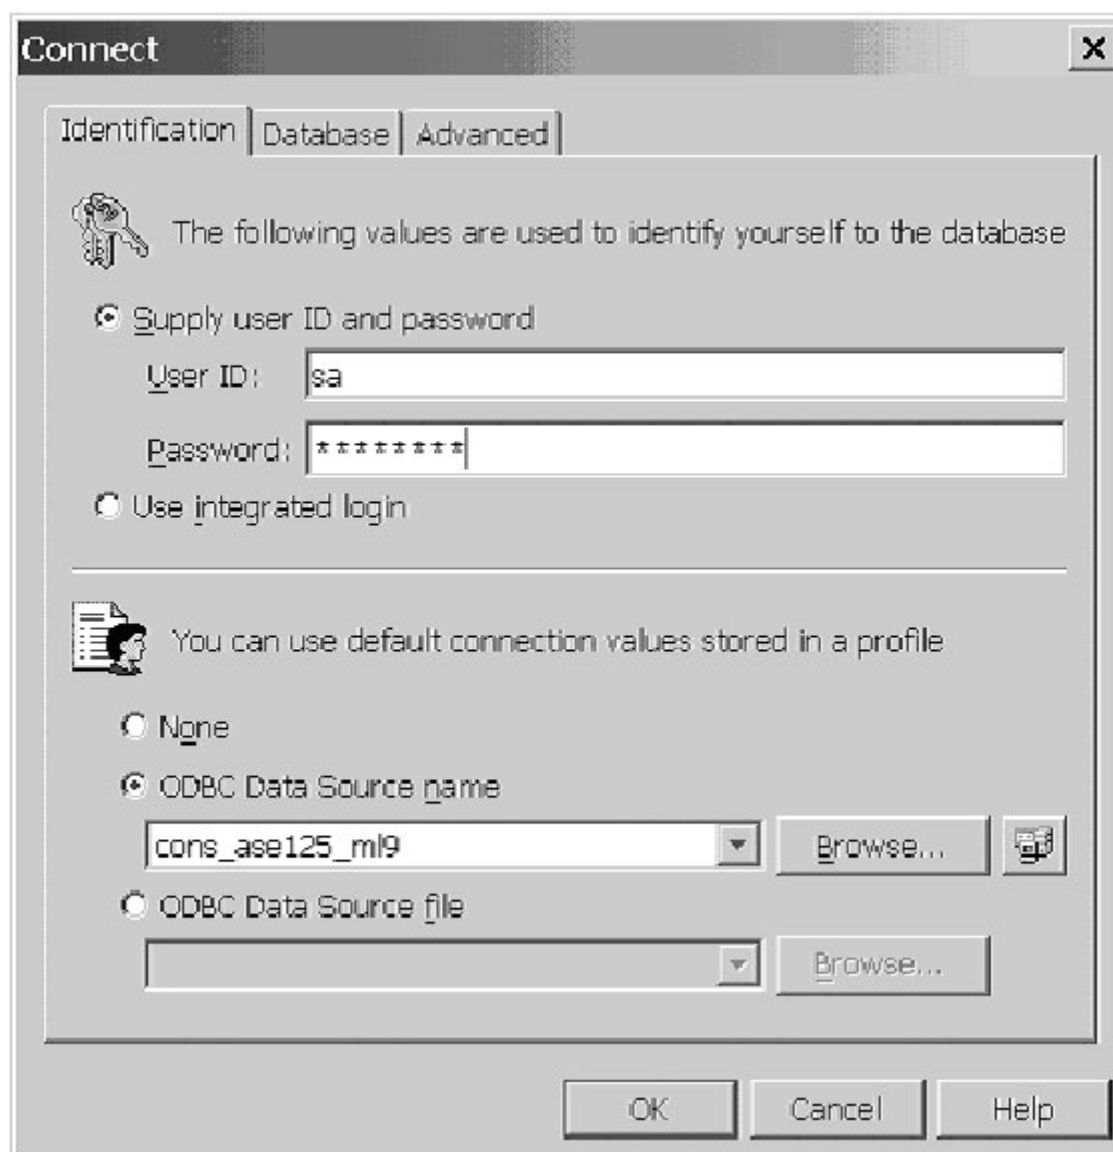 Connect
Identification Database Advanced
The following values are used to identify yourself to the database
Supply user ID and password
User ID: sa
Password: ********
Use integrated login
You can use default connection values stored in a profile
None
ODBC Data Source name
cons_ase125_ml9 Browse...
ODBC Data Source file
Browse...
OK Cancel Help